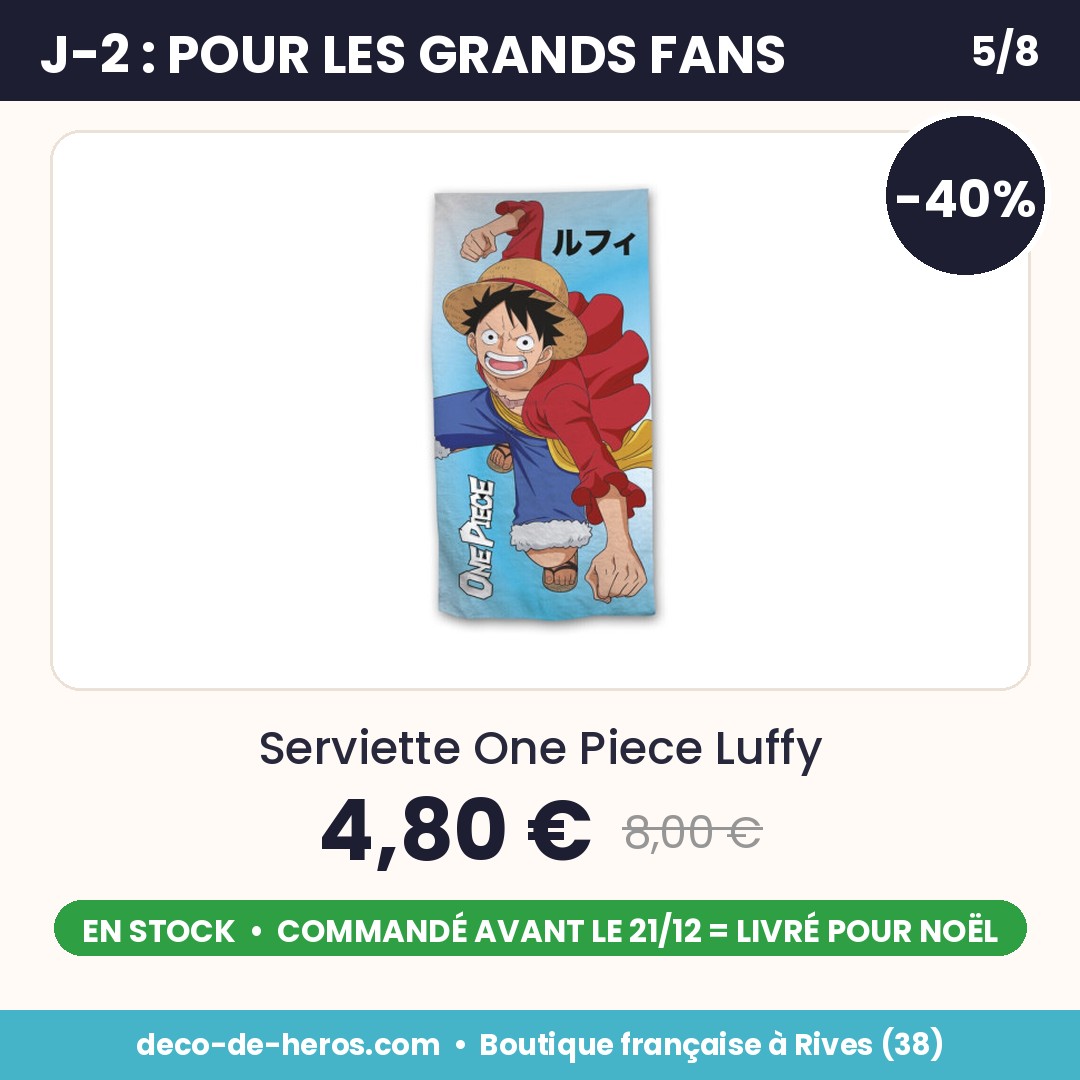 J-2 : POUR LES GRANDS FANS
5/8
-40%
ルフィ
ONE PIECE
Serviette One Piece Luffy
4,80 € 8,00 €
EN STOCK • COMMANDÉ AVANT LE 21/12 = LIVRÉ POUR NOËL
deco-de-heros.com • Boutique française à Rives (38)